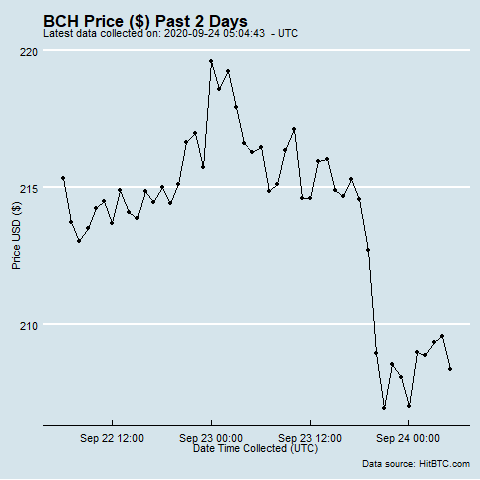 BCH Price ($) Past 2 Days
Latest data collected on: 2020-09-24 05:04:43 - UTC
220
215
210
Price USD ($)
Sep 22 12:00 Sep 23 00:00 Sep 23 12:00 Sep 24 00:00
Date Time Collected (UTC)
Data source: HitBTC.com